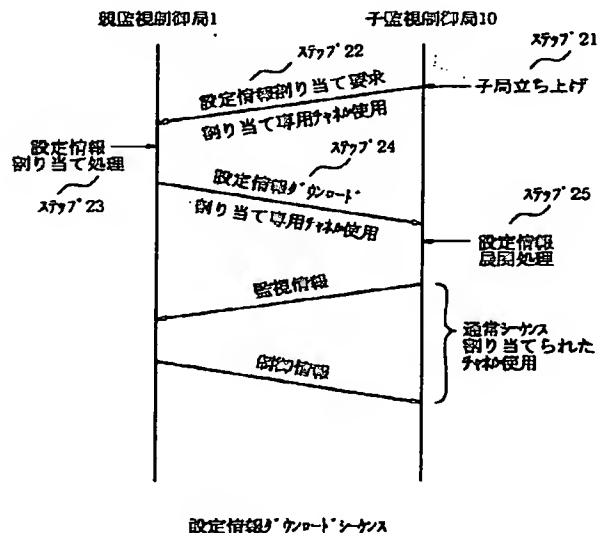 親監視制御局1
子監視制御局10
ステップ21
ステップ22
設定情報割り当て要求
子局立ち上げ
割り当て専用チャネル使用
設定情報
割り当て処理
ステップ24
ステップ23
設定情報ダウンロード
割り当て専用チャネル使用
ステップ25
設定情報
展開処理
監視情報
通常シーケンス
割り当てられた
チャネル使用
制御情報
設定情報ダウンロードシーケンス